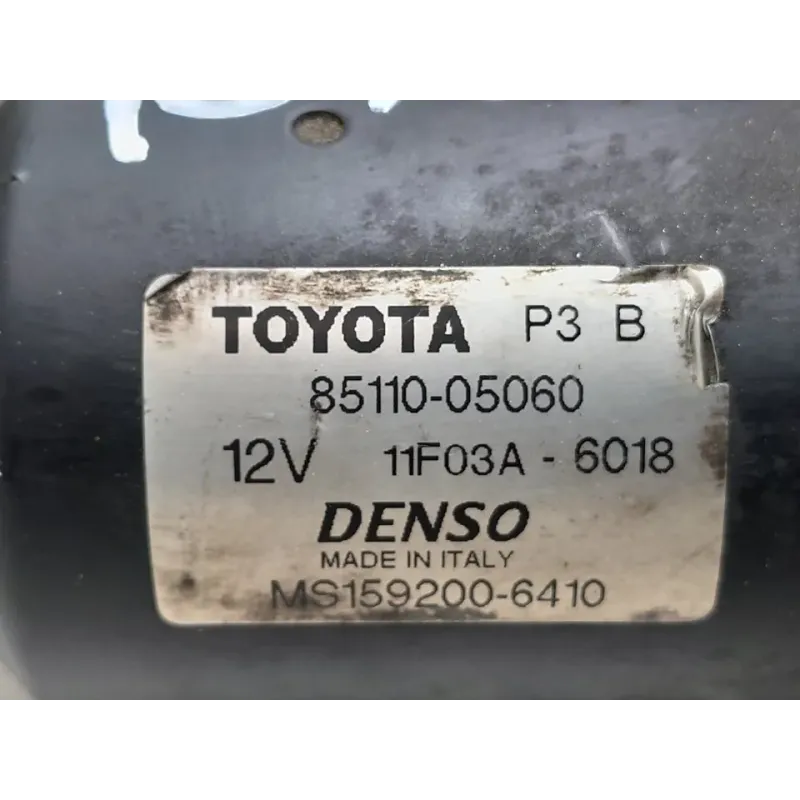 TOYOTA P3 B
85110-05060
12V 11F03A - 6018
DENSO
MADE IN ITALY
MS159200-6410